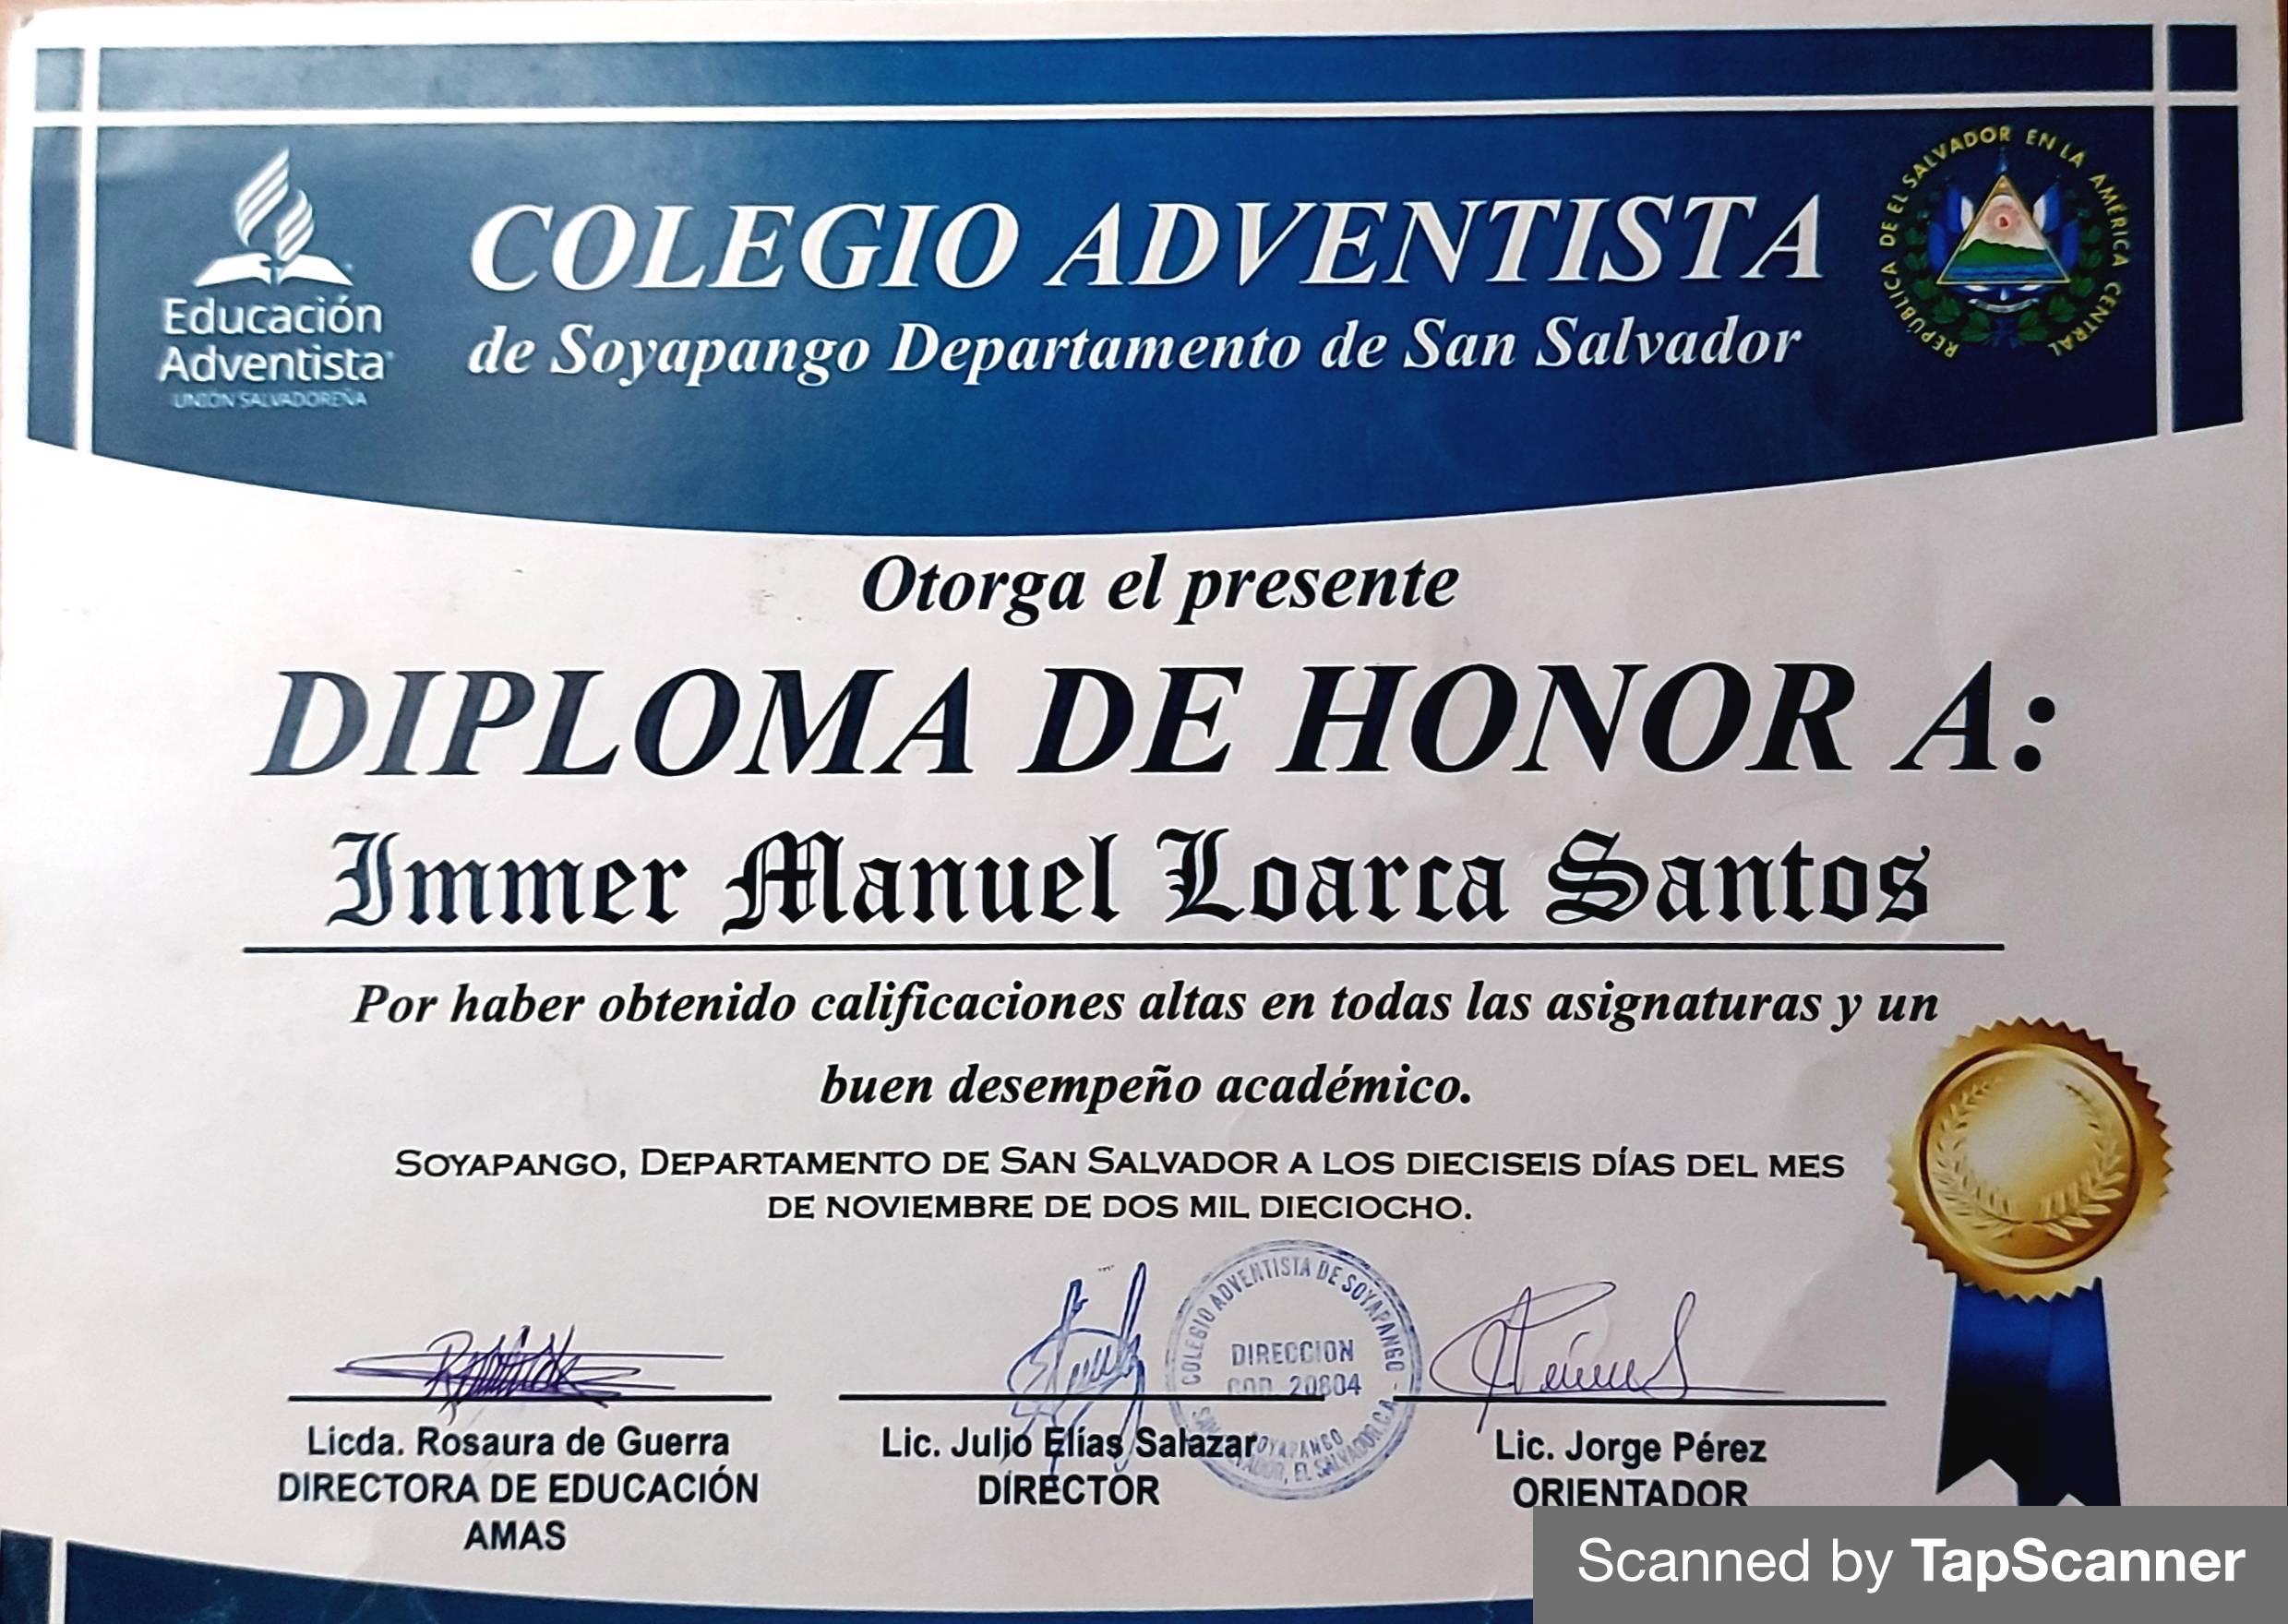 Educación
Adventista
UNIÓN SALVADOREÑA
COLEGIO ADVENTISTA
de Soyapango Departamento de San Salvador
REPÚBLICA DE EL SALVADOR EN LA AMÉRICA CENTRAL
Otorga el presente
DIPLOMA DE HONOR A:
Immer Manuel Loarca Santos
Por haber obtenido calificaciones altas en todas las asignaturas y un
buen desempeño académico.
SOYAPANGO, DEPARTAMENTO DE SAN SALVADOR A LOS DIECISEIS DÍAS DEL MES
DE NOVIEMBRE DE DOS MIL DIECIOCHO.
COLEGIO ADVENTISTA DE SOYAPANGO
DIRECCION
COD. 20804
SOYAPANGO
SALVADOR, EL SALVADOR, C.A.
Licda. Rosaura de Guerra
DIRECTORA DE EDUCACIÓN
AMAS
Lic. Julio Elías Salazar
DIRECTOR
Lic. Jorge Pérez
ORIENTADOR
Scanned by TapScanner